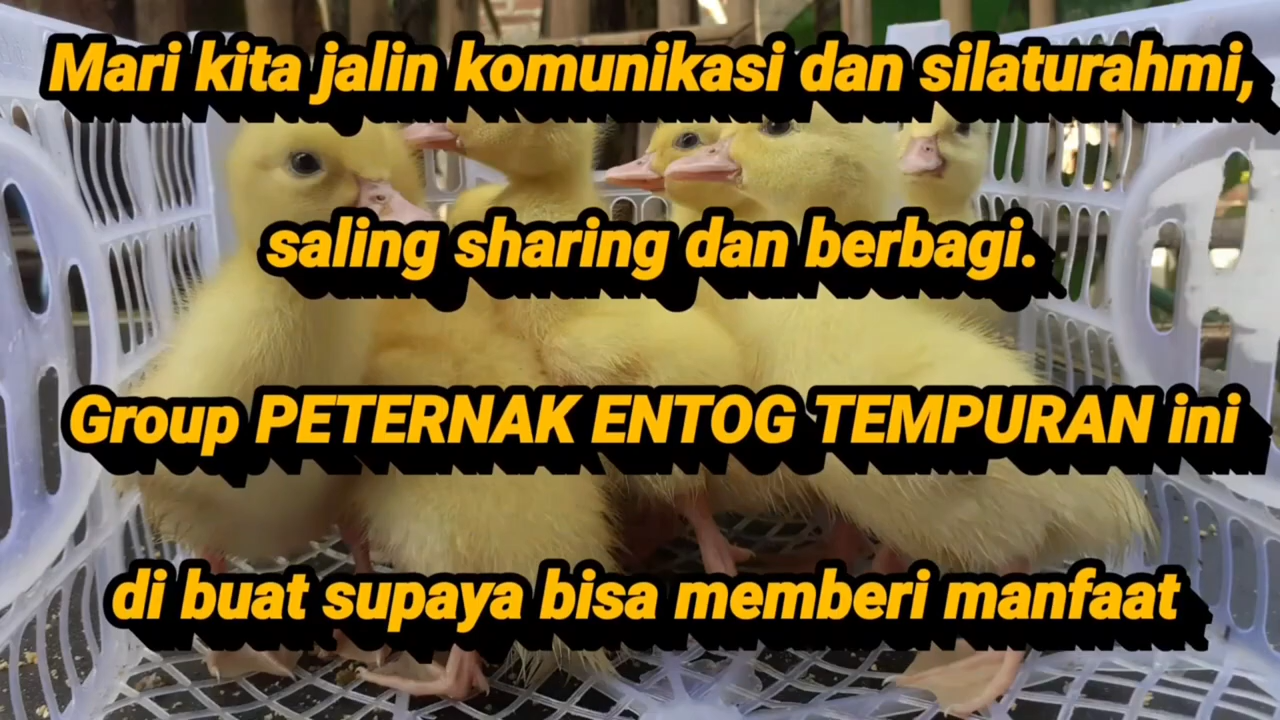 Mari kita jalin komunikasi dan silaturahmi,
saling sharing dan berbagi.
Group PETERNAK ENTOG TEMPURAN ini
di buat supaya bisa memberi manfaat